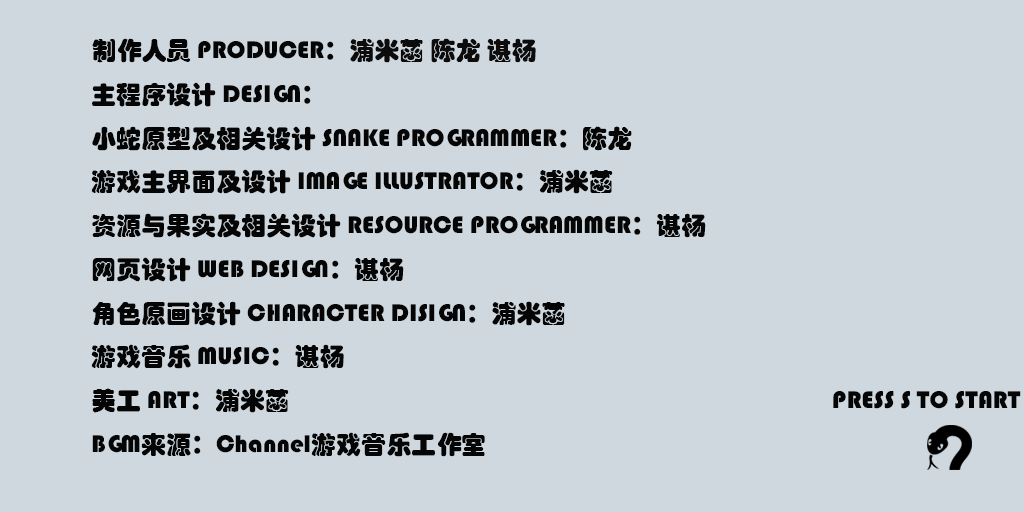 制作人员 PRODUCER：浦米菡 陈龙 谌杨
主程序设计 DESIGN：
小蛇原型及相关设计 SNAKE PROGRAMMER：陈龙
游戏主界面及设计 IMAGE ILLUSTRATOR：浦米菡
资源与果实及相关设计 RESOURCE PROGRAMMER：谌杨
网页设计 WEB DESIGN：谌杨
角色原画设计 CHARACTER DISIGN：浦米菡
游戏音乐 MUSIC：谌杨
美工 ART：浦米菡
PRESS S TO START
BGM来源：Channel游戏音乐工作室